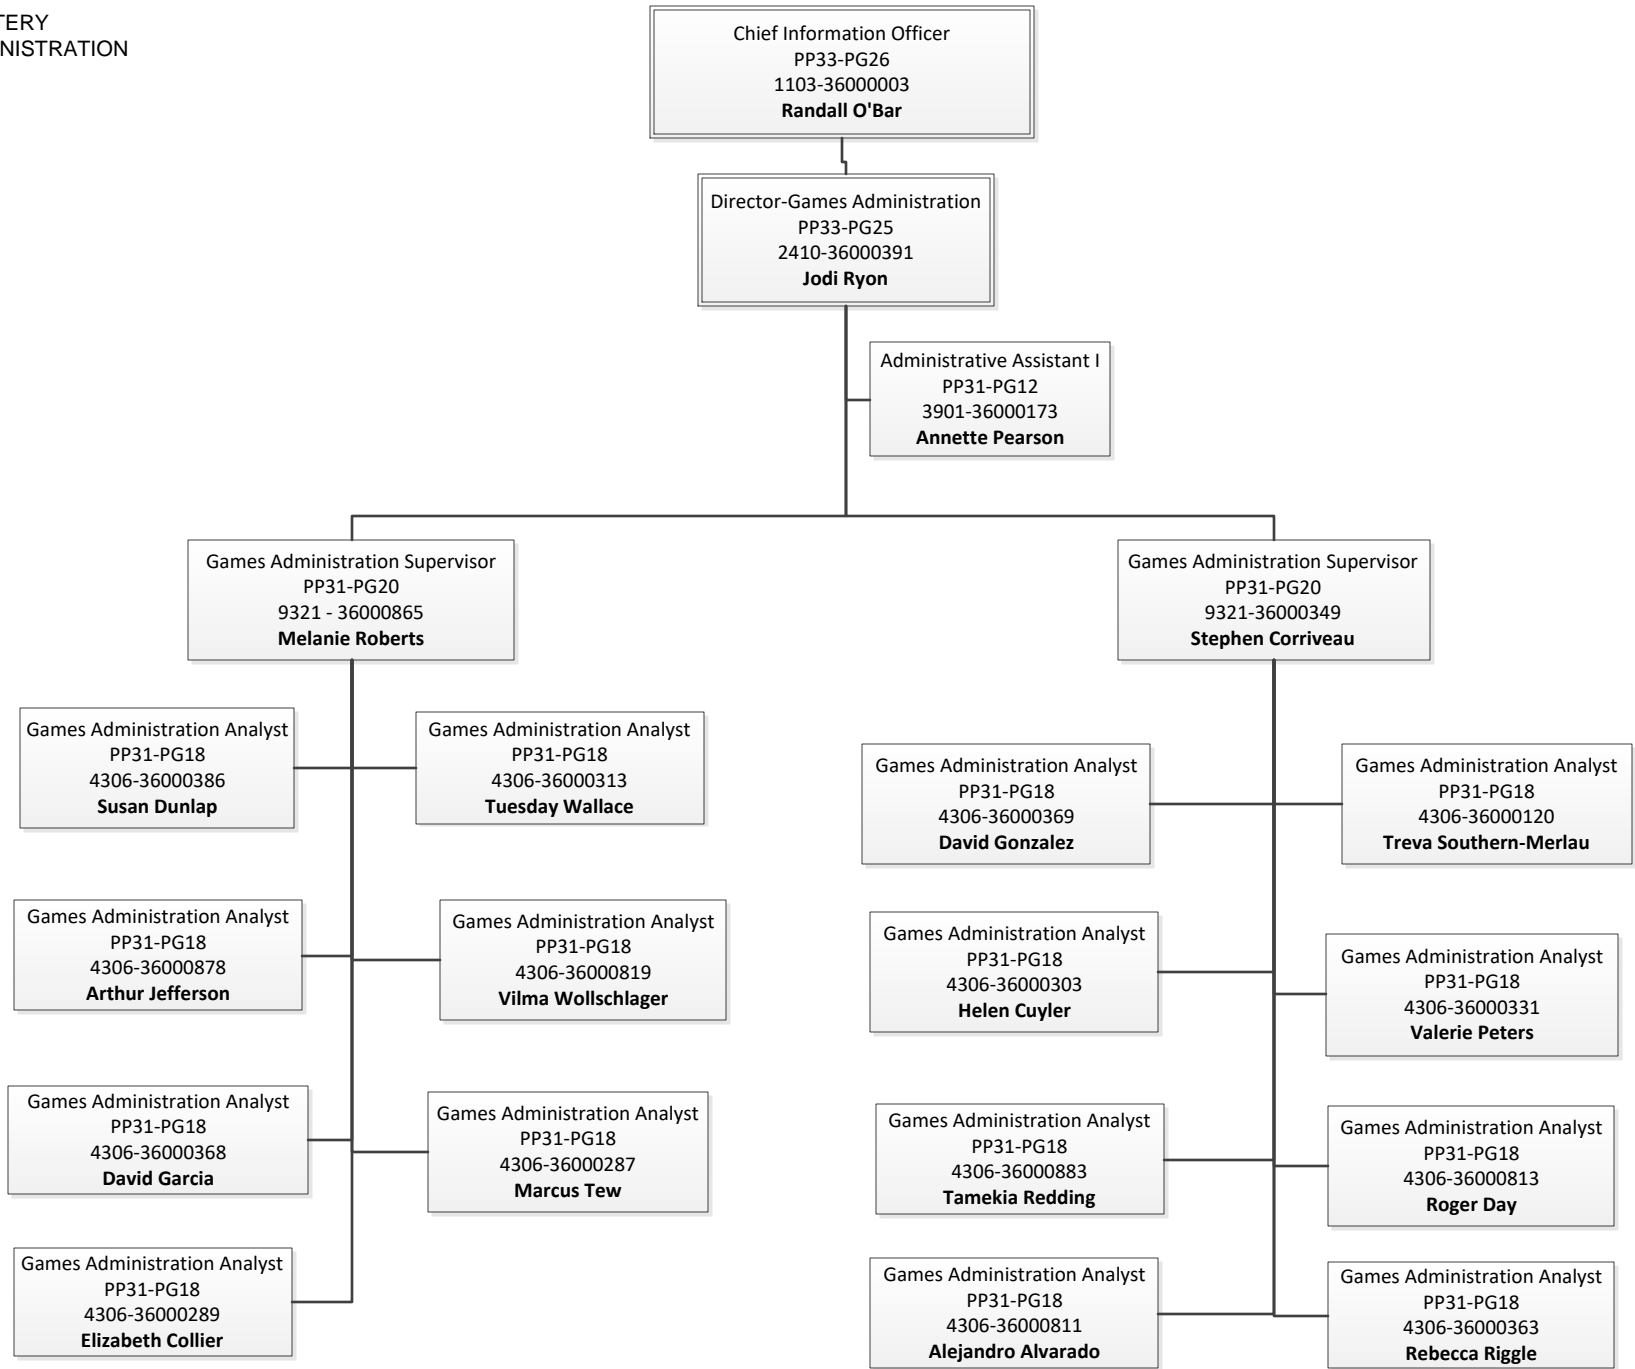 TERY
NISTRATION
Chief Information Officer
PP33-PG26
1103-36000003
Randall O'Bar
Director-Games Administration
PP33-PG25
2410-36000391
Jodi Ryon
Administrative Assistant I
PP31-PG12
3901-36000173
Annette Pearson
Games Administration Supervisor
PP31-PG20
9321 - 36000865
Melanie Roberts
Games Administration Supervisor
PP31-PG20
9321-36000349
Stephen Corriveau
Games Administration Analyst
PP31-PG18
4306-36000386
Susan Dunlap
Games Administration Analyst
PP31-PG18
4306-36000313
Tuesday Wallace
Games Administration Analyst
PP31-PG18
4306-36000878
Arthur Jefferson
Games Administration Analyst
PP31-PG18
4306-36000819
Vilma Wollschlager
Games Administration Analyst
PP31-PG18
4306-36000368
David Garcia
Games Administration Analyst
PP31-PG18
4306-36000287
Marcus Tew
Games Administration Analyst
PP31-PG18
4306-36000289
Elizabeth Collier
Games Administration Analyst
PP31-PG18
4306-36000369
David Gonzalez
Games Administration Analyst
PP31-PG18
4306-36000120
Treva Southern-Merlau
Games Administration Analyst
PP31-PG18
4306-36000303
Helen Cuyler
Games Administration Analyst
PP31-PG18
4306-36000331
Valerie Peters
Games Administration Analyst
PP31-PG18
4306-36000883
Tamekia Redding
Games Administration Analyst
PP31-PG18
4306-36000813
Roger Day
Games Administration Analyst
PP31-PG18
4306-36000811
Alejandro Alvarado
Games Administration Analyst
PP31-PG18
4306-36000363
Rebecca Riggle